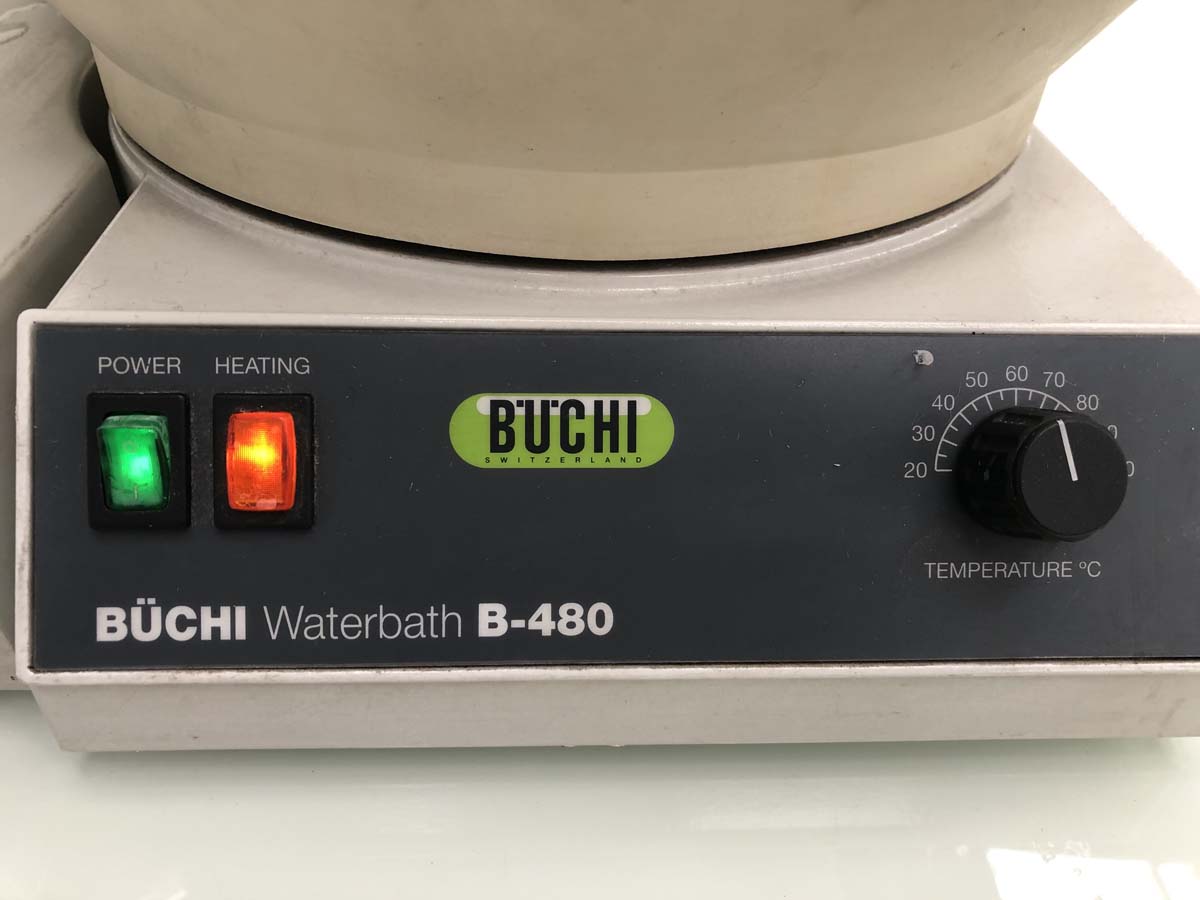 POWER HEATING
BÜCHI
SWITZERLAND
20 30 40 50 60 70 80
TEMPERATURE °C
BÜCHI Waterbath B-480